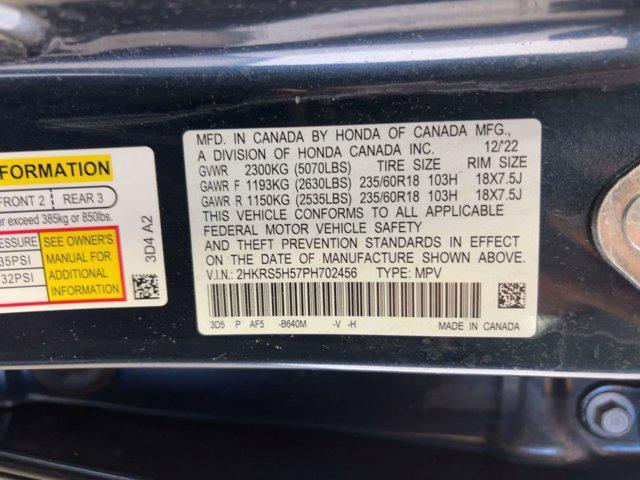 FORMATION
FRONT 2 REAR 3
er exceed 385kg or 850lbs.
ESSURE
35PSI
32PSI
SEE OWNER'S
MANUAL FOR
ADDITIONAL
INFORMATION
3D4 A2
MFD. IN CANADA BY HONDA OF CANADA MFG.,
A DIVISION OF HONDA CANADA INC. 12/'22
GVWR 2300KG (5070LBS) TIRE SIZE RIM SIZE
GAWR F 1193KG (2630LBS) 235/60R18 103H 18X7.5J
GAWR R 1150KG (2535LBS) 235/60R18 103H 18X7.5J
THIS VEHICLE CONFORMS TO ALL APPLICABLE
FEDERAL MOTOR VEHICLE SAFETY
AND THEFT PREVENTION STANDARDS IN EFFECT
ON THE DATE OF MANUFACTURE SHOWN ABOVE.
V.I.N.: 2HKRS5H57PH702456 TYPE: MPV
3D5 P AF5 -B640M -V -H
MADE IN CANADA